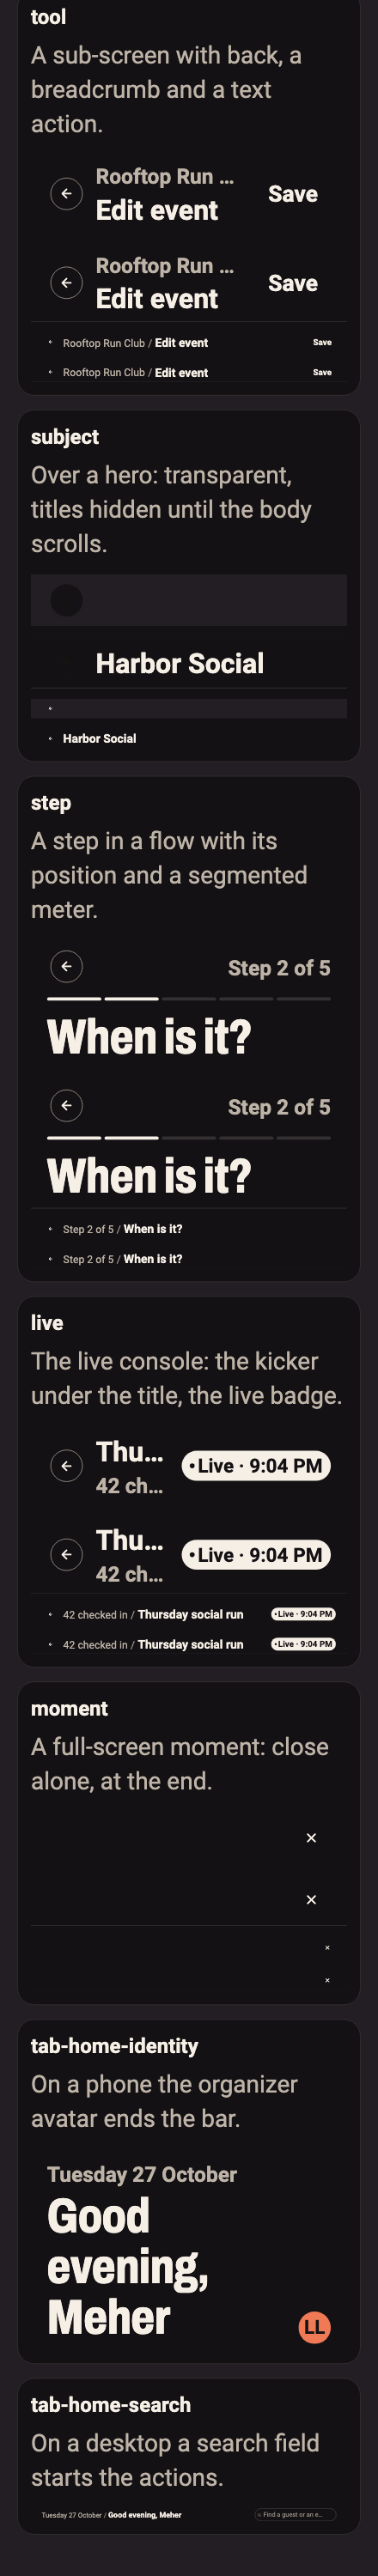 tool
A sub-screen with back, a
breadcrumb and a text
action.
Rooftop Run ...
Edit event
Save
Rooftop Run ...
Edit event
Save
Rooftop Run Club / Edit event Save
Rooftop Run Club / Edit event Save
subject
Over a hero: transparent,
titles hidden until the body
scrolls.
Harbor Social
Harbor Social
step
A step in a flow with its
position and a segmented
meter.
Step 2 of 5
When is it?
Step 2 of 5
When is it?
Step 2 of 5 / When is it?
Step 2 of 5 / When is it?
live
The live console: the kicker
under the title, the live badge.
Thu...
42 ch...
Live · 9:04 PM
Thu...
42 ch...
Live · 9:04 PM
42 checked in / Thursday social run Live · 9:04 PM
42 checked in / Thursday social run Live · 9:04 PM
moment
A full-screen moment: close
alone, at the end.
tab-home-identity
On a phone the organizer
avatar ends the bar.
Tuesday 27 October
Good
evening,
Meher
LL
tab-home-search
On a desktop a search field
starts the actions.
Tuesday 27 October / Good evening, Meher Find a guest or an e...